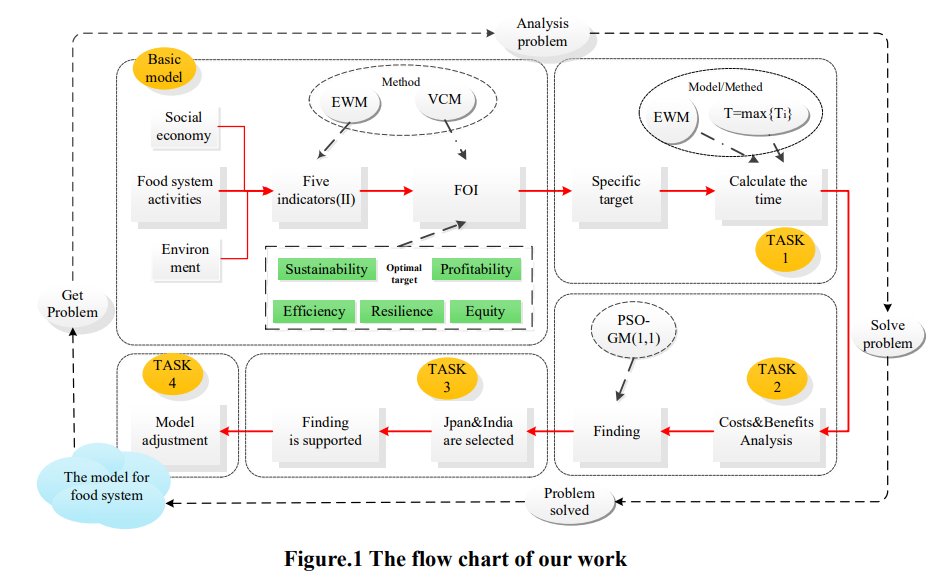 Analysis
problem
Basic
model
Method
EWM
VCM
Model/Methed
EWM
T=max{Ti}
Social
economy
Food system
activities
Environ
ment
Five
indicators(II)
FOI
Specific
target
Calculate the
time
TASK
1
Sustainability
Optimal
target
Profitability
Efficiency
Resilience
Equity
Get
Problem
PSO-
GM(1,1)
Solve
problem
TASK
4
TASK
3
TASK
2
Model
adjustment
Finding
is supported
Jpan&India
are selected
Finding
Costs&Benefits
Analysis
The model for
food system
Problem
solved
Figure.1 The flow chart of our work